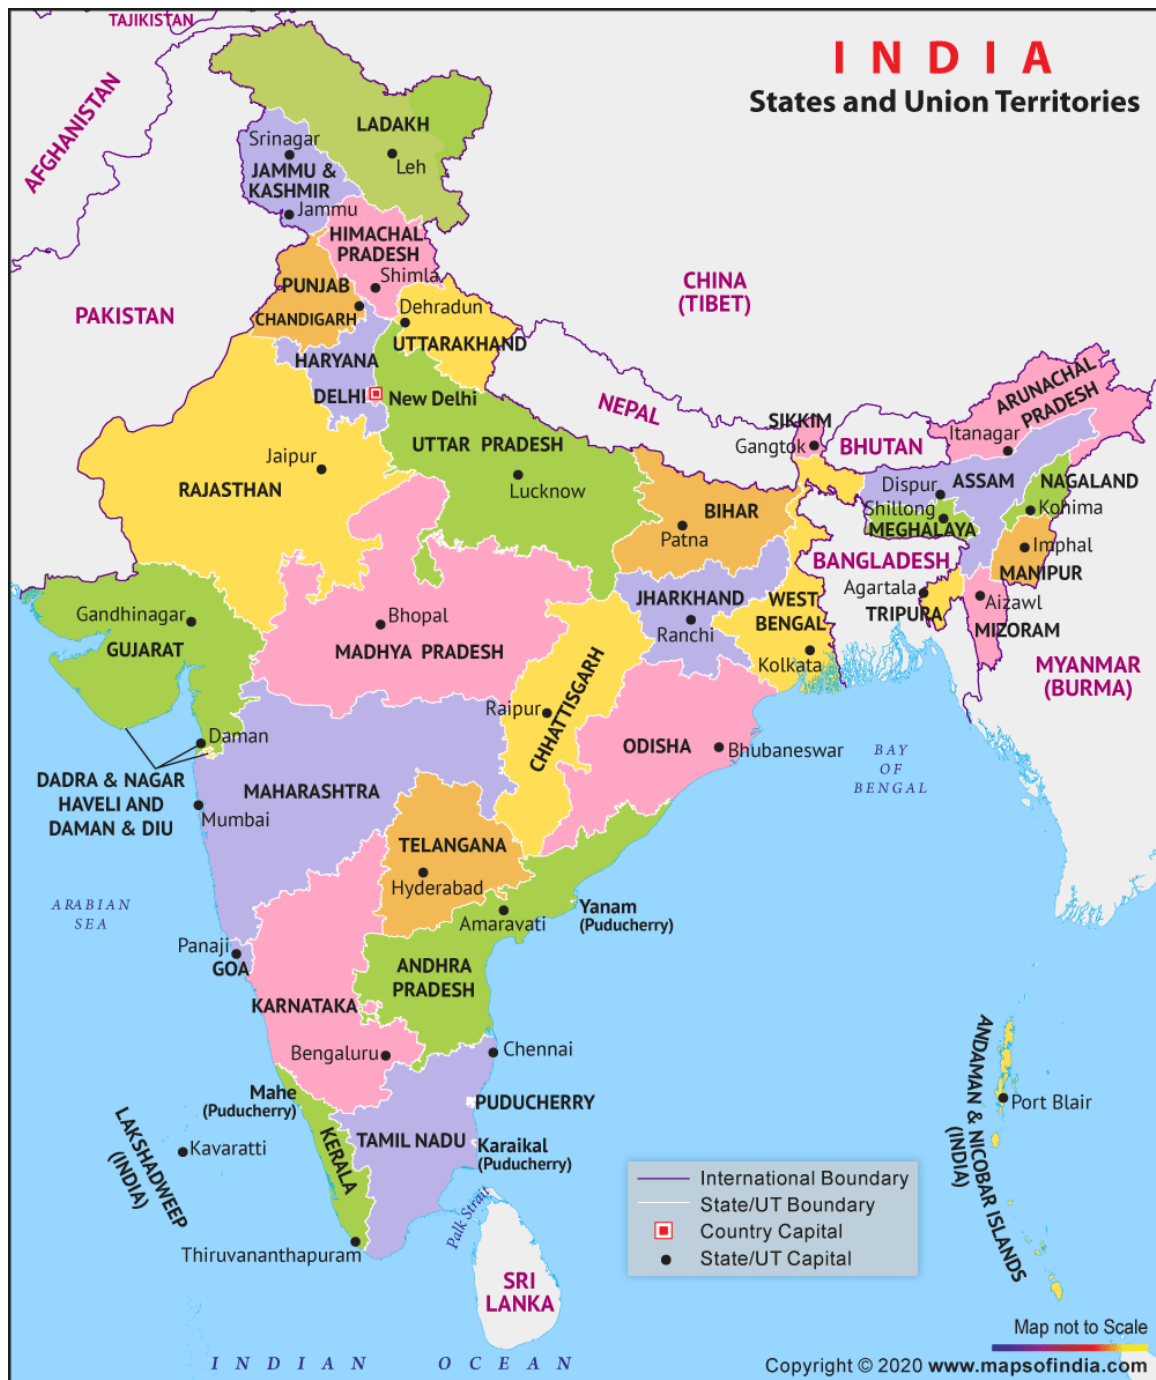 TAJIKISTAN
INDIA
States and Union Territories
AFGHANISTAN
LADAKH
Srinagar
Leh
JAMMU &
KASHMIR
Jammu
HIMACHAL
PRADESH
Shimla
PUNJAB
CHANDIGARH
CHINA
(TIBET)
PAKISTAN
Dehradun
UTTARAKHAND
HARYANA
DELHI
New Delhi
NEPAL
ARUNACHAL
PRADESH
SIKKIM
Gangtok
BHUTAN
Itanagar
UTTAR PRADESH
Lucknow
Jaipur
RAJASTHAN
Dispur
ASSAM
NAGALAND
Kohima
Shillong
MEGHALAYA
BIHAR
Patna
Imphal
MANIPUR
BANGLADESH
Agartala
TRIPURA
Aizawl
MIZORAM
Gandhinagar
GUJARAT
Bhopal
MADHYA PRADESH
JHARKHAND
Ranchi
WEST
BENGAL
Kolkata
MYANMAR
(BURMA)
CHHATTISGARH
Raipur
ODISHA
Bhubaneswar
BAY
OF
BENGAL
Daman
DADRA & NAGAR
HAVELI AND
DAMAN & DIU
MAHARASHTRA
Mumbai
TELANGANA
Hyderabad
ARABIAN
SEA
Amaravati
Yanam
(Puducherry)
Panaji
GOA
ANDHRA
PRADESH
KARNATAKA
Bengaluru
Chennai
Mahe
(Puducherry)
PUDUCHERRY
KERALA
TAMIL NADU
Karaikal
(Puducherry)
LAKSHADWEEP
(INDIA)
Kavaratti
Thiruvananthapuram
Palk Strait
SRI
LANKA
ANDAMAN & NICOBAR ISLANDS
(INDIA)
Port Blair
International Boundary
State/UT Boundary
Country Capital
State/UT Capital
INDIAN OCEAN
Map not to Scale
Copyright © 2020 www.mapsofindia.com